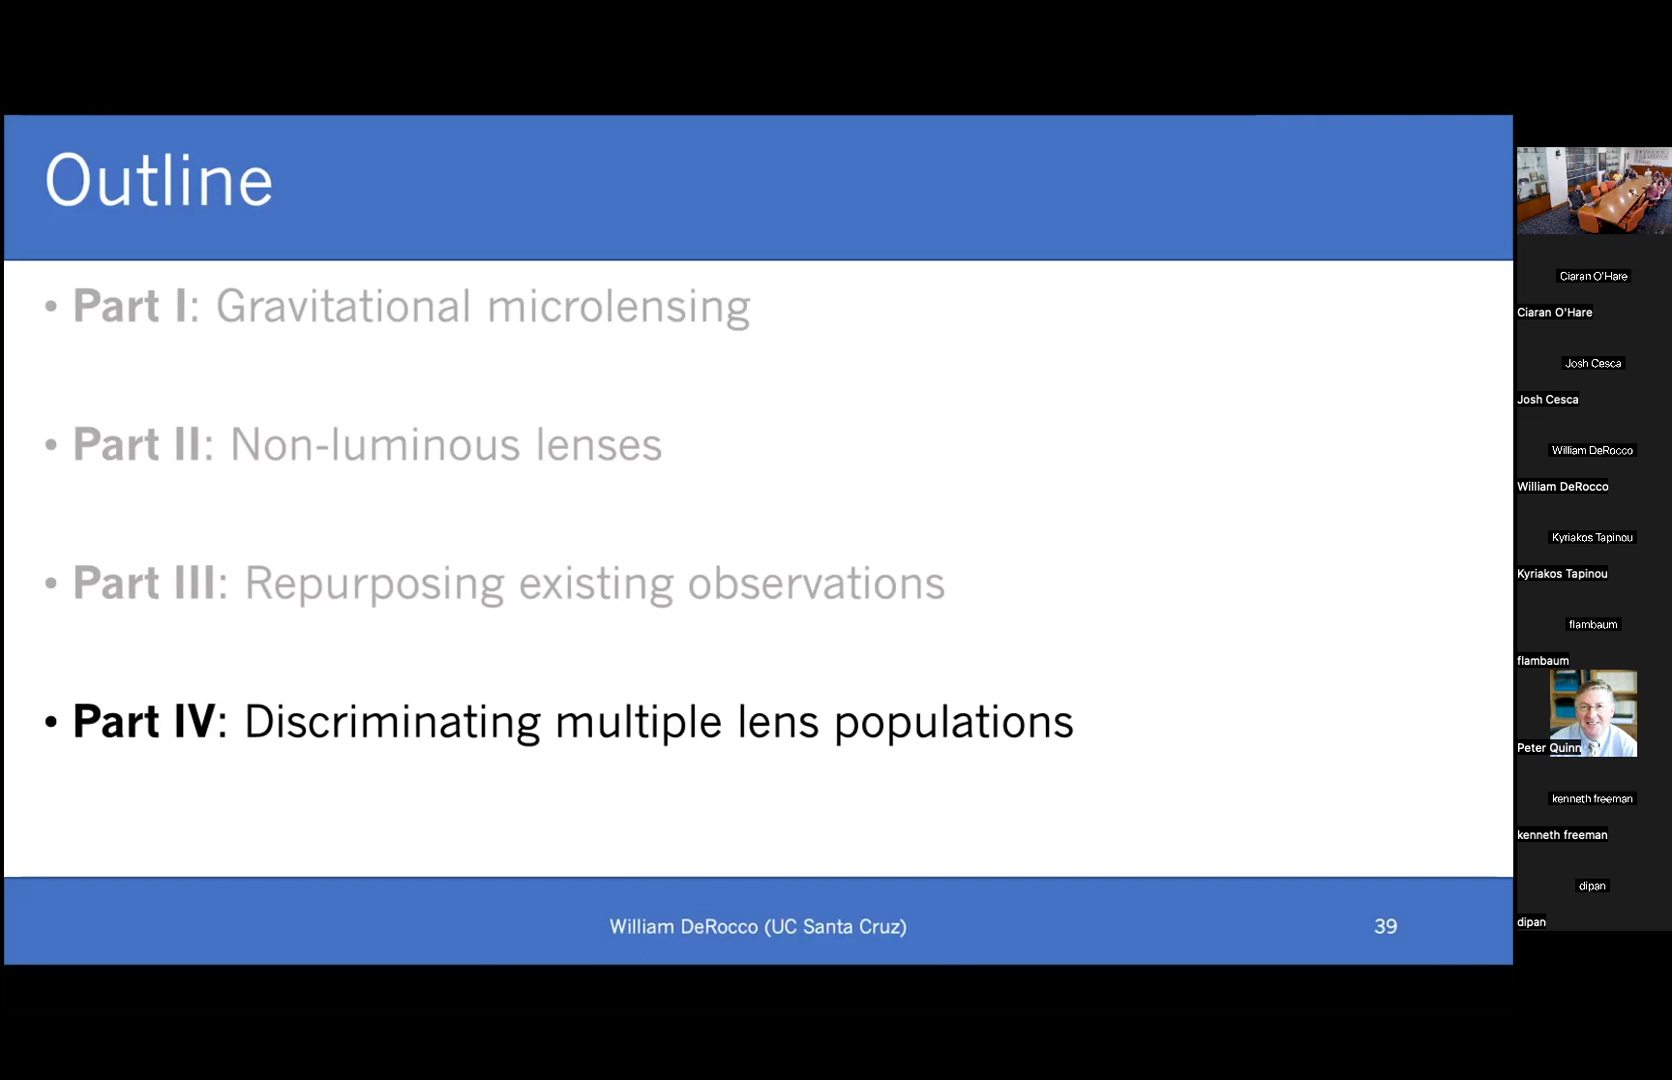 Outline
• Part I: Gravitational microlensing
• Part II: Non-luminous lenses
• Part III: Repurposing existing observations
• Part IV: Discriminating multiple lens populations
William DeRocco (UC Santa Cruz)
39
Ciaran O'Hare
Ciaran O'Hare
Josh Cesca
Josh Cesca
William DeRocco
William DeRocco
Kyriakos Tapinou
Kyriakos Tapinou
flambaum
flambaum
Peter Quinn
kenneth freeman
kenneth freeman
dipan
dipan